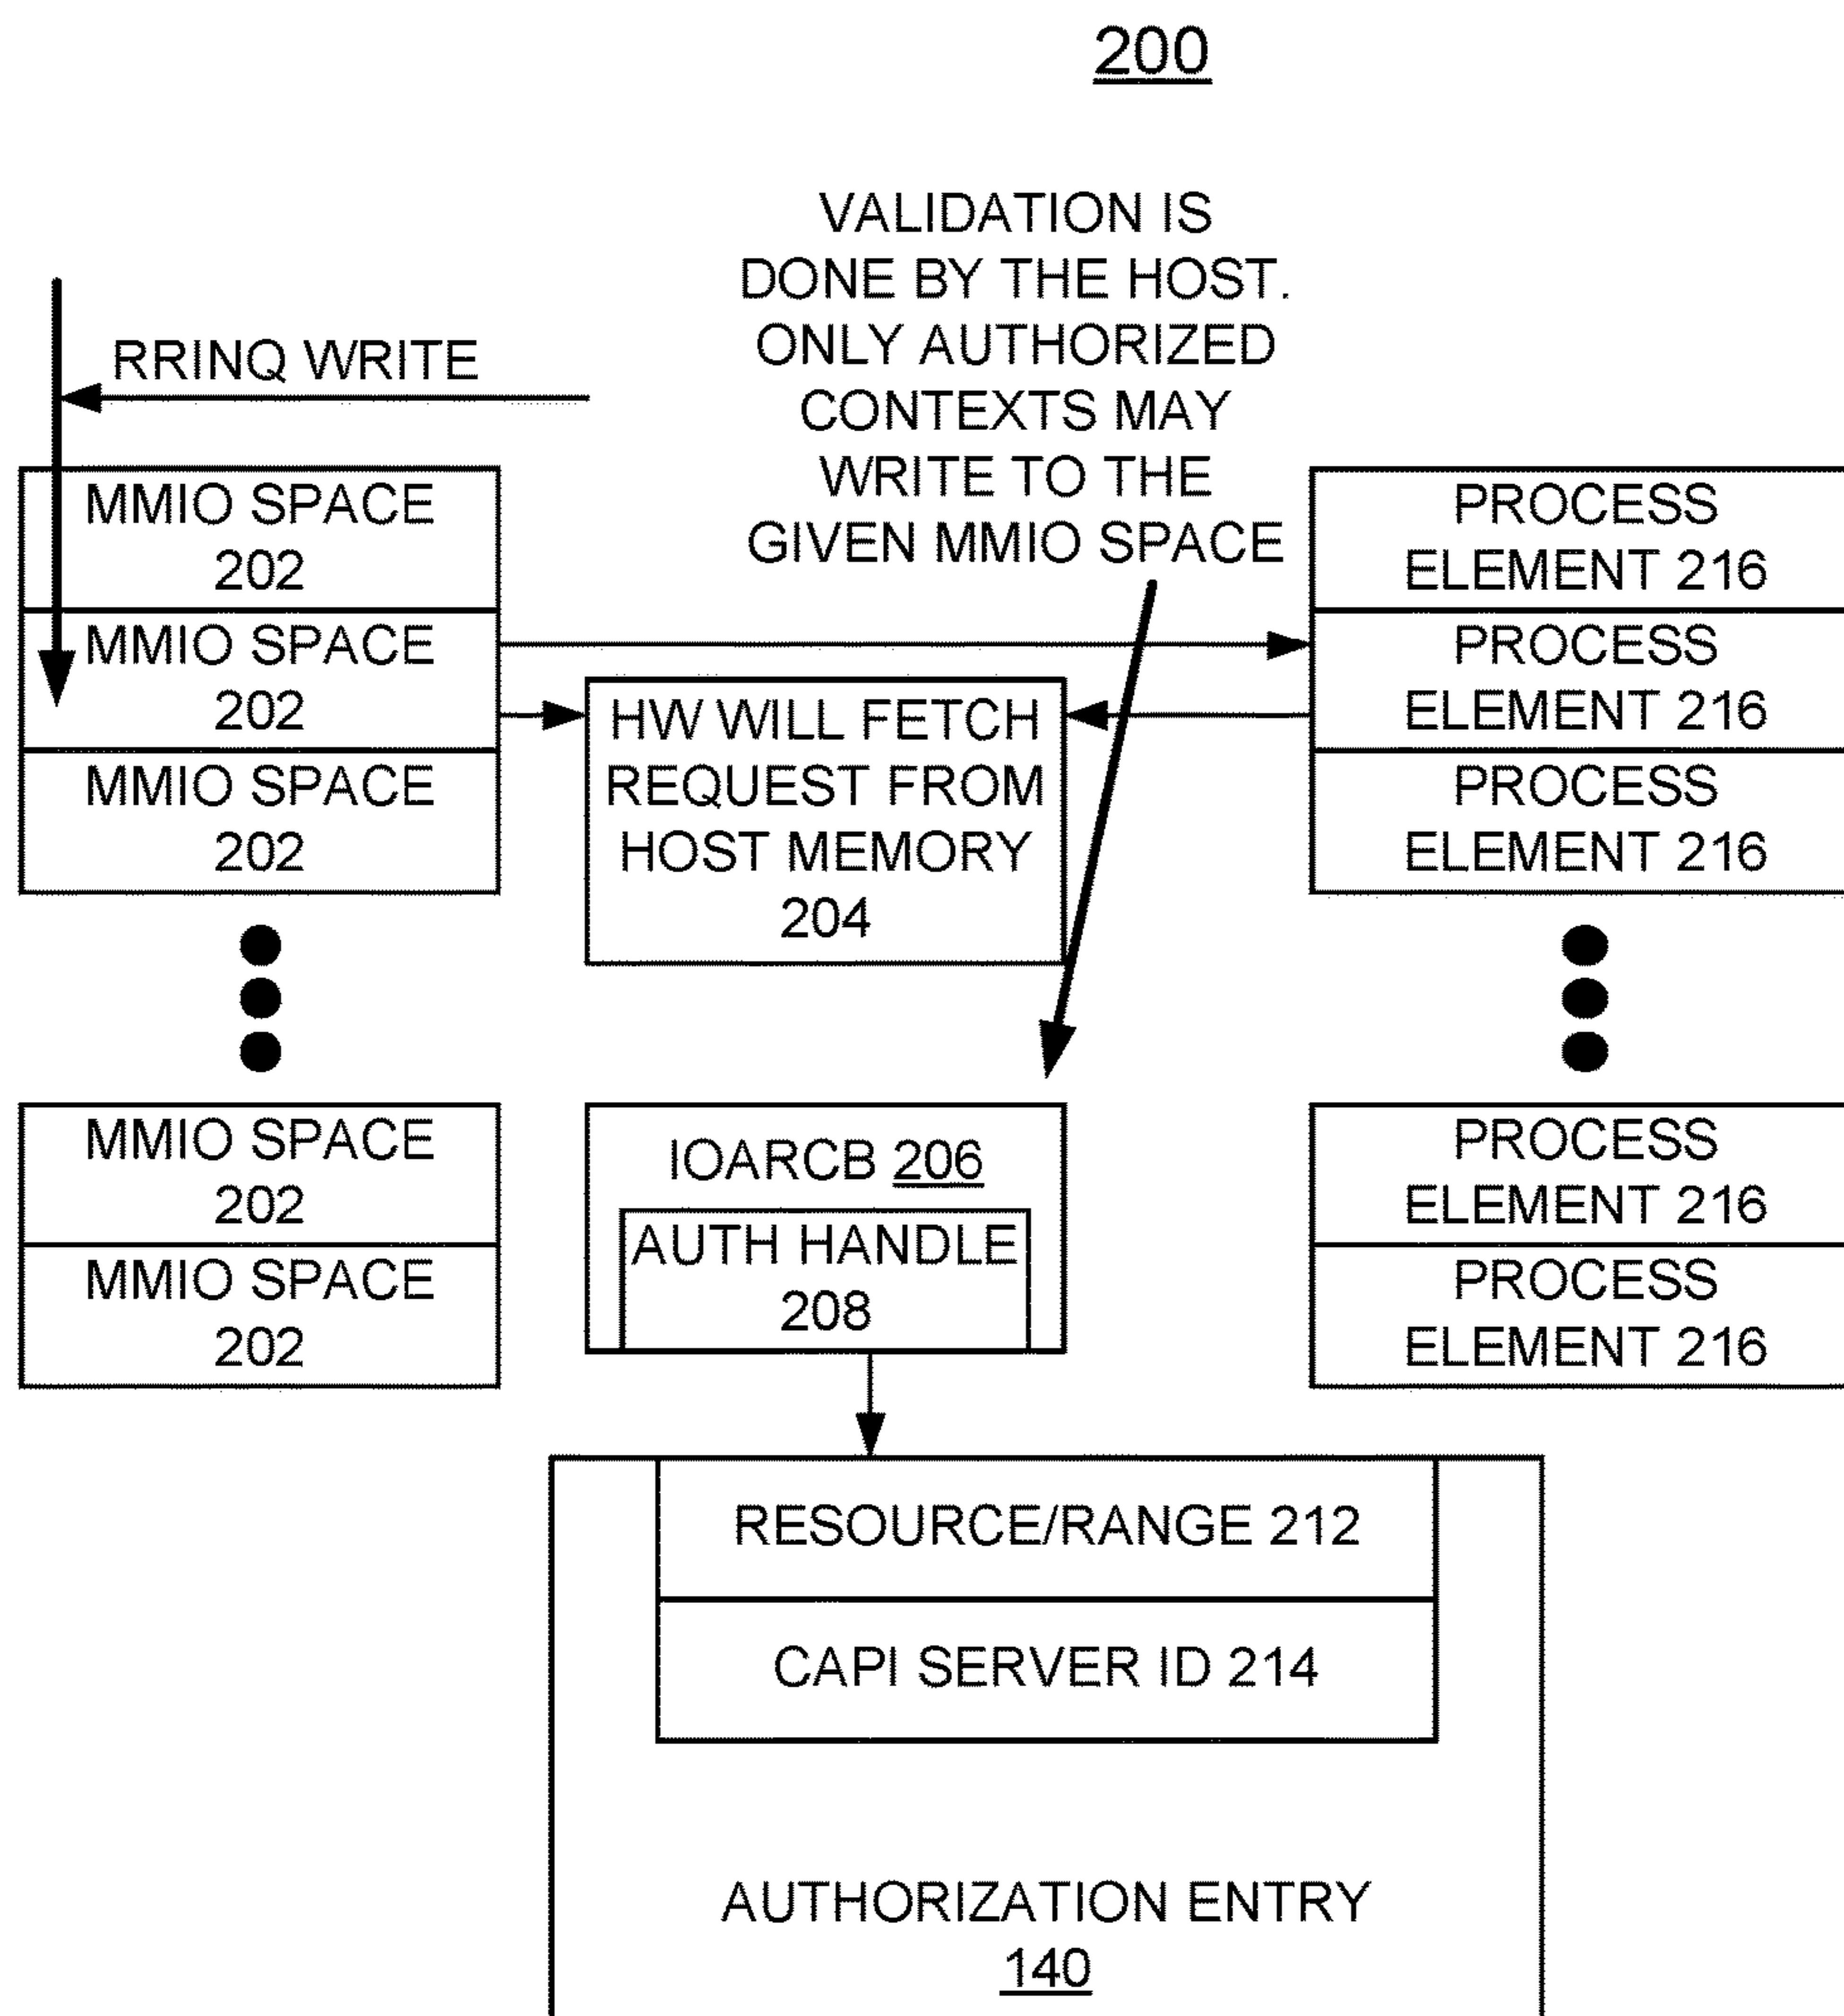 200
VALIDATION IS
DONE BY THE HOST.
ONLY AUTHORIZED
CONTEXTS MAY
WRITE TO THE
GIVEN MMIO SPACE
RRINQ WRITE
MMIO SPACE
202
MMIO SPACE
202
MMIO SPACE
202
HW WILL FETCH
REQUEST FROM
HOST MEMORY
204
PROCESS
ELEMENT 216
PROCESS
ELEMENT 216
PROCESS
ELEMENT 216
MMIO SPACE
202
MMIO SPACE
202
IOARCB 206
AUTH HANDLE
208
PROCESS
ELEMENT 216
PROCESS
ELEMENT 216
RESOURCE/RANGE 212
CAPI SERVER ID 214
AUTHORIZATION ENTRY
140